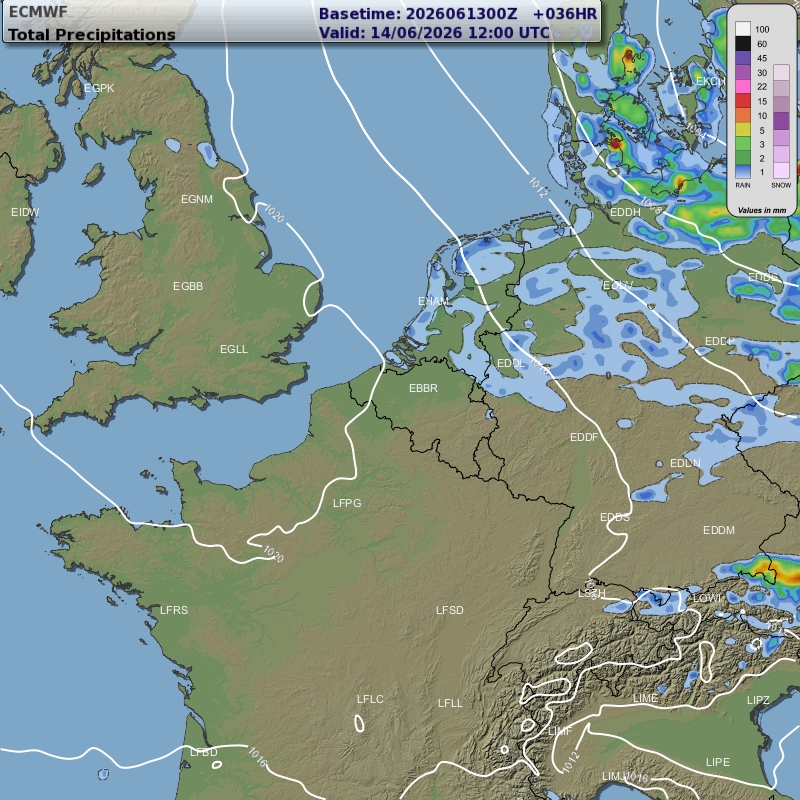 ECMWF
Total Precipitations
Basetime: 2026061300Z +036HR
Valid: 14/06/2026 12:00 UTC
100
60
45
30
22
15
10
5
3
2
1
RAIN SNOW
Values in mm
EGPK
EKCH
1004
EIDW
EGNM
1020
1012
1008
EDDH
EGBB
EHAM
EDDV
EDDB
EGLL
EDDL
EDDP
EBBR
EDDF
EDDN
LFPG
EDDS
EDDM
1020
LFRS
LFSD
LSZH
LOWI
LFLC
LFLL
LIME
LIPZ
LIMF
LFBD
1016
1012
LIPE
LIMJ
1016